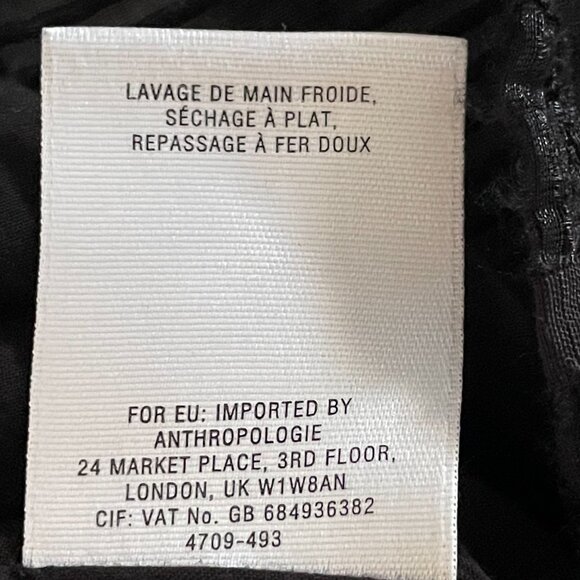 LAVAGE DE MAIN FROIDE,
SÉCHAGE À PLAT,
REPASSAGE À FER DOUX
FOR EU: IMPORTED BY
ANTHROPOLOGIE
24 MARKET PLACE, 3RD FLOOR,
LONDON, UK W1W8AN
CIF: VAT No. GB 684936382
4709-493